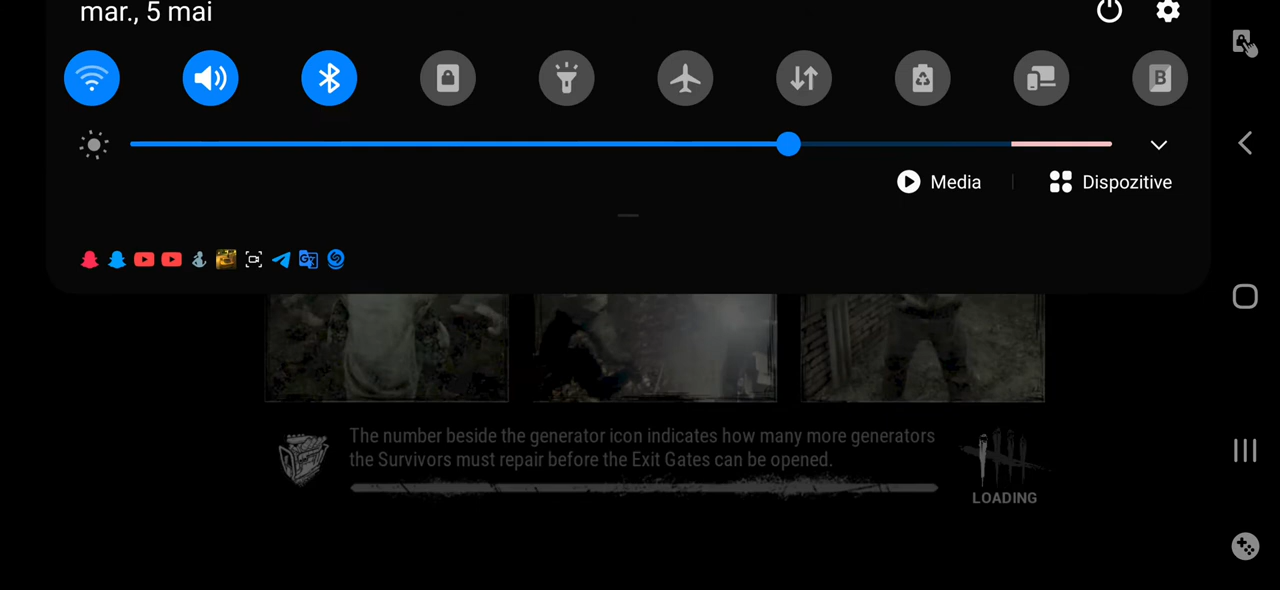 mar., 5 mai
Media
Dispozitive
The number beside the generator icon indicates how many more generators
the Survivors must repair before the Exit Gates can be opened.
LOADING